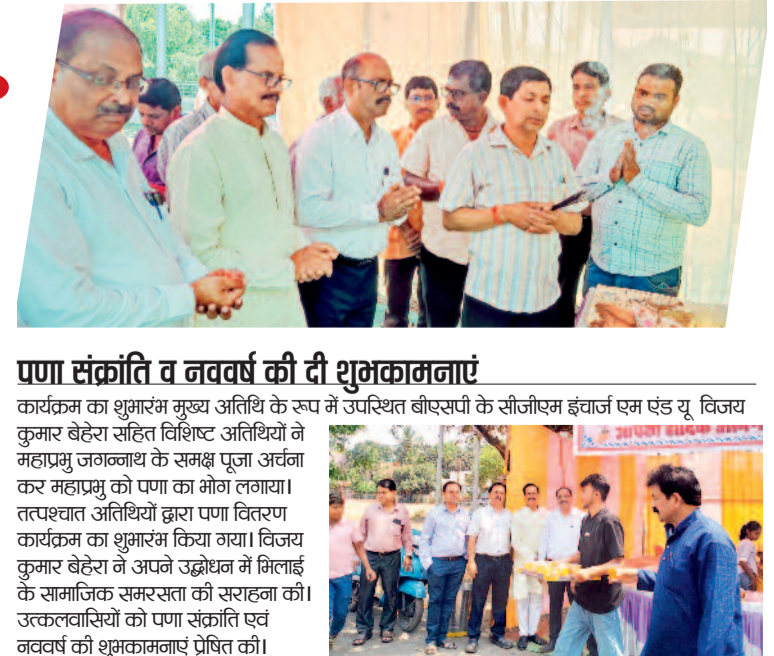 पणा संक्रांति व नववर्ष की दी शुभकामनाएं
कार्यक्रम का शुभारंभ मुख्य अतिथि के रूप में उपस्थित बीएसपी के सीजीएम इंचार्ज एम एंड यू विजय
कुमार बेहेरा सहित विशिष्ट अतिथियों ने
महाप्रभु जगन्नाथ के समक्ष पूजा अर्चना
कर महाप्रभु को पणा का भोग लगाया।
तत्पश्चात अतिथियों द्वारा पणा वितरण
कार्यक्रम का शुभारंभ किया गया। विजय
कुमार बेहेरा ने अपने उद्बोधन में भिलाई
के सामाजिक समरसता की सराहना की।
उत्कलवासियों को पणा संक्रांति एवं
नववर्ष की शुभकामनाएं प्रेषित की।